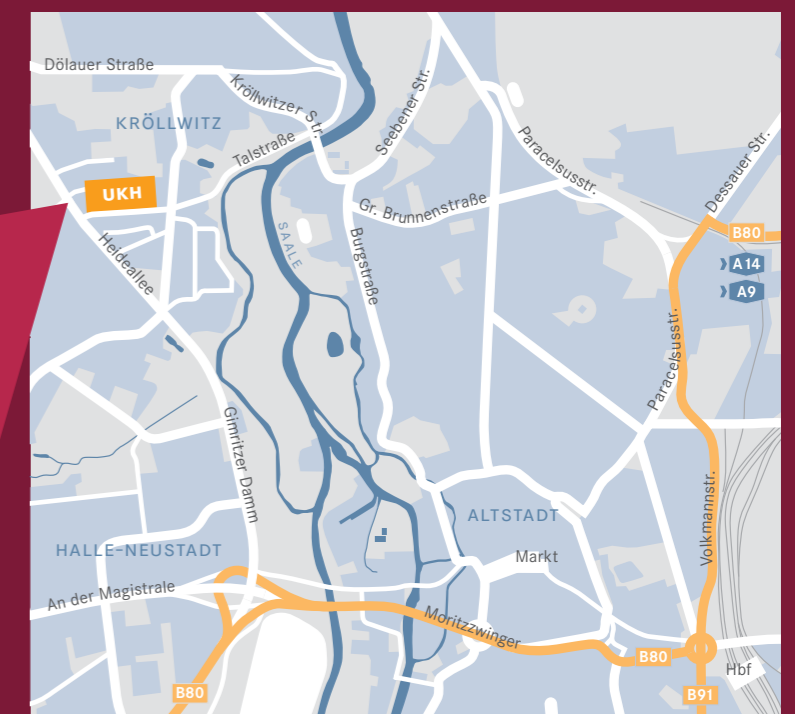 Dölauer Straße
Kröllwitzer Str.
KRÖLLWITZ
Talstraße
Seebener Str.
Paracelsusstr.
Dessauer Str.
UKH
Gr. Brunnenstraße
Heideallee
SAALE
Burgstraße
B80
A14
A9
Paracelsusstr.
Gimritzer Damm
Volkmannstr.
ALTSTADT
HALLE-NEUSTADT
Markt
An der Magistrale
Moritzzwinger
B80
Hbf
B80
B91